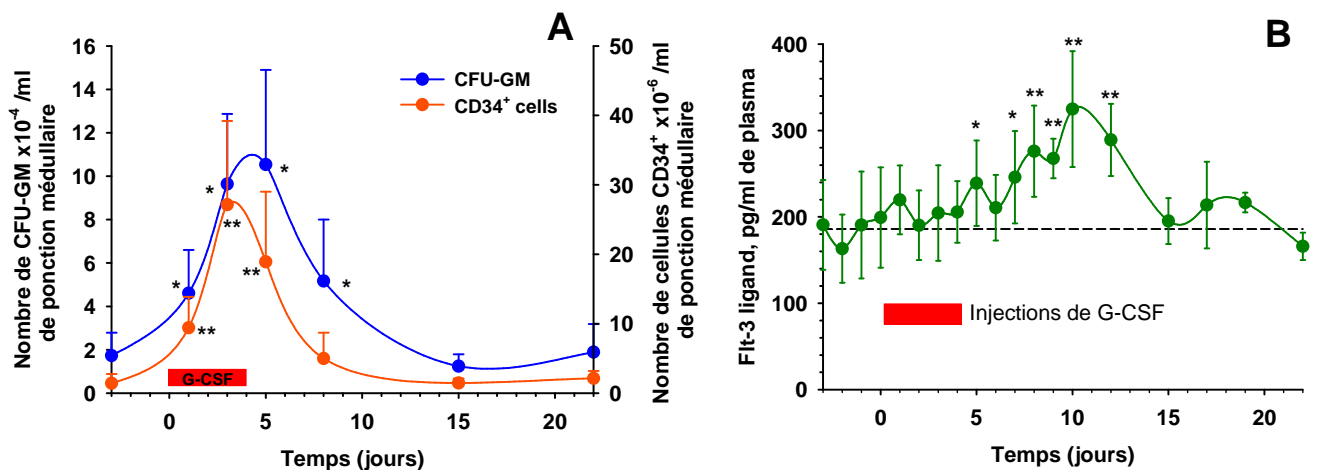 A
16
14
12
10
8
6
4
2
0
Nombre de CFU-GM x10-4 /ml
de ponction médullaire
CFU-GM
CD34+ cells
*
*
*
*
**
**
**
G-CSF
0 5 10 15 20
Temps (jours)
50
40
30
20
10
0
Nombre de cellules CD34+ x10-6 /ml
de ponction médullaire
B
400
300
200
100
0
Flt-3 ligand, pg/ml de plasma
*
*
**
**
**
**
Injections de G-CSF
0 5 10 15 20
Temps (jours)